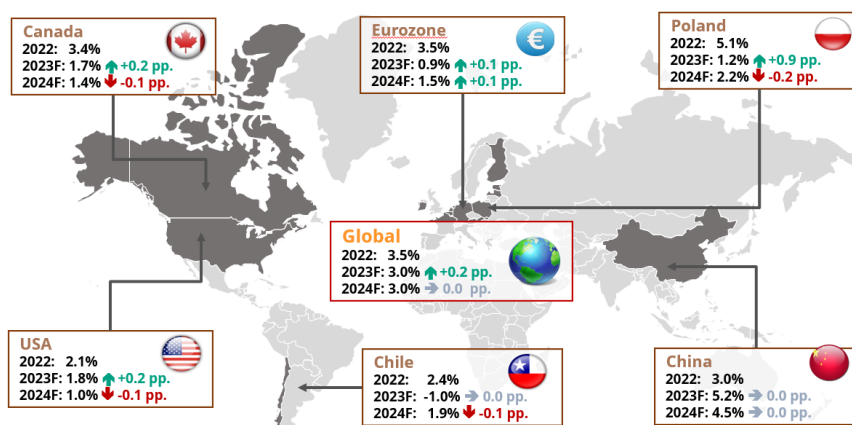 Canada
2022: 3.4%
2023F: 1.7% +0.2 pp.
2024F: 1.4% -0.1 pp.
Eurozone
2022: 3.5%
2023F: 0.9% +0.1 pp.
2024F: 1.5% +0.1 pp.
€
Poland
2022: 5.1%
2023F: 1.2% +0.9 pp.
2024F: 2.2% -0.2 pp.
Global
2022: 3.5%
2023F: 3.0% +0.2 pp.
2024F: 3.0% 0.0 pp.
USA
2022: 2.1%
2023F: 1.8% +0.2 pp.
2024F: 1.0% -0.1 pp.
Chile
2022: 2.4%
2023F: -1.0% 0.0 pp.
2024F: 1.9% -0.1 pp.
China
2022: 3.0%
2023F: 5.2% 0.0 pp.
2024F: 4.5% 0.0 pp.